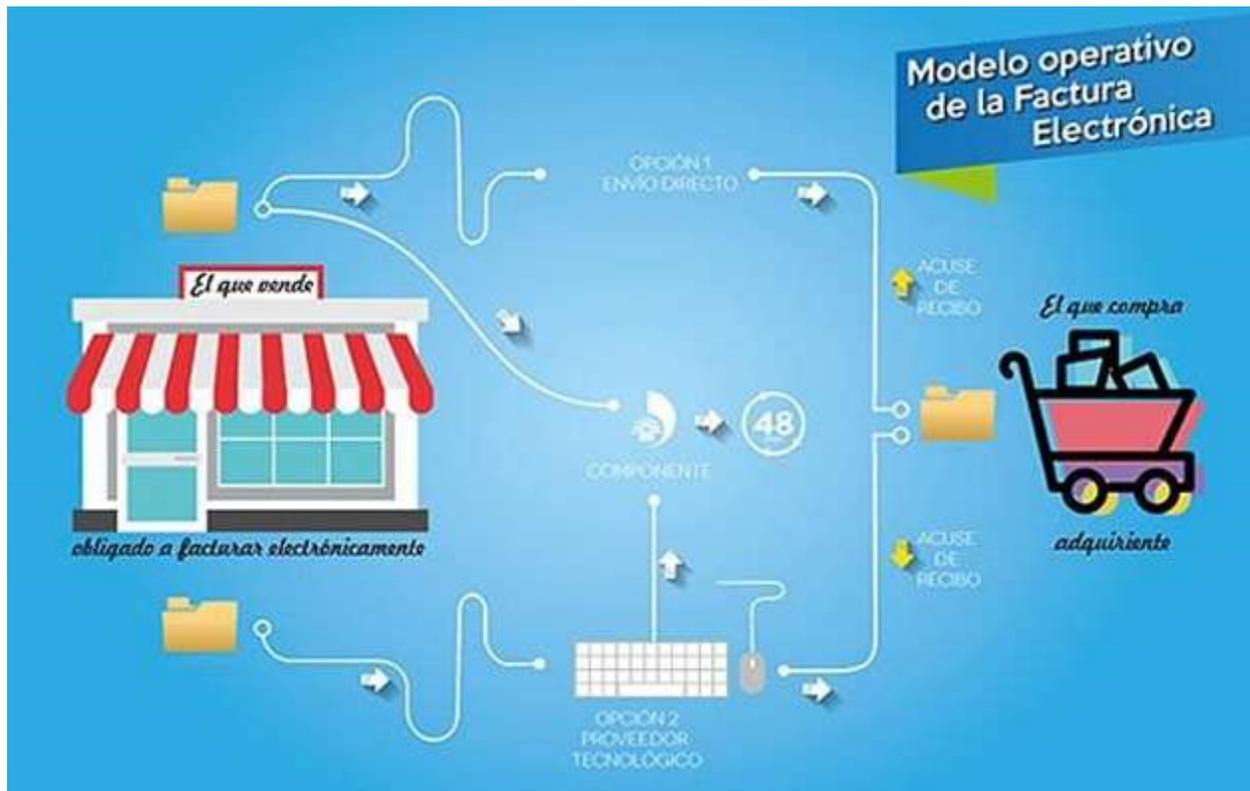 Modelo operativo
de la Factura
Electrónica
OPCIÓN 1
ENVÍO DIRECTO
El que vende
ACUSE
DE
RECIBO
El que compra
48
COMPONENTE
obligado a facturar electrónicamente
ACUSE
DE
RECIBO
adquiriente
OPCIÓN 2
PROVEEDOR
TECNOLÓGICO